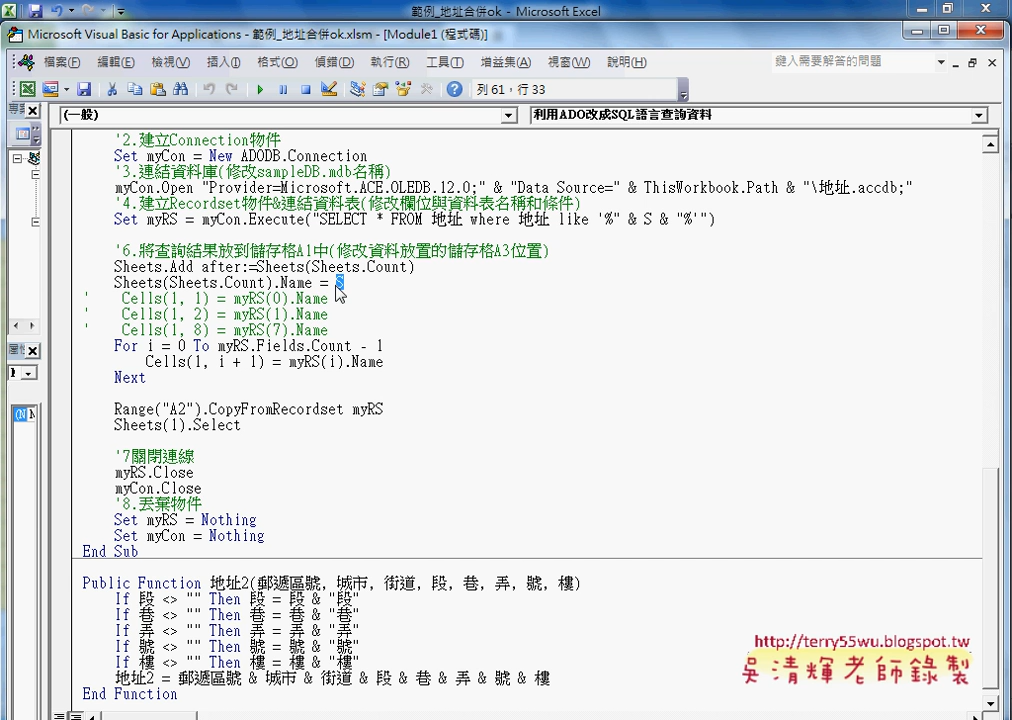 範例_地址合併ok - Microsoft Excel
Microsoft Visual Basic for Applications - 範例_地址合併ok.xlsm - [Module1 (程式碼)]
檔案(F) 編輯(E) 檢視(V) 插入(I) 格式(O) 偵錯(D) 執行(R) 工具(T) 增益集(A) 視窗(W) 說明(H) 鍵入需要解答的問題
列 61，行 33
(一般) 利用ADO改成SQL語言查詢資料
'2.建立Connection物件
Set myCon = New ADODB.Connection
'3.連結資料庫(修改sampleDB.mdb名稱)
myCon.Open "Provider=Microsoft.ACE.OLEDB.12.0;" & "Data Source=" & ThisWorkbook.Path & "\地址.accdb;"
'4.建立Recordset物件&連結資料表(修改欄位與資料表名稱和條件)
Set myRS = myCon.Execute("SELECT * FROM 地址 where 地址 like '%" & S & "%'")
'6.將查詢結果放到儲存格A1中(修改資料放置的儲存格A3位置)
Sheets.Add after:=Sheets(Sheets.Count)
Sheets(Sheets.Count).Name = S
' Cells(1, 1) = myRS(0).Name
' Cells(1, 2) = myRS(1).Name
' Cells(1, 8) = myRS(7).Name
For i = 0 To myRS.Fields.Count - 1
Cells(1, i + 1) = myRS(i).Name
Next
Range("A2").CopyFromRecordset myRS
Sheets(1).Select
'7關閉連線
myRS.Close
myCon.Close
'8.丟棄物件
Set myRS = Nothing
Set myCon = Nothing
End Sub
Public Function 地址2(郵遞區號, 城市, 街道, 段, 巷, 弄, 號, 樓)
If 段 <> "" Then 段 = 段 & "段"
If 巷 <> "" Then 巷 = 巷 & "巷"
If 弄 <> "" Then 弄 = 弄 & "弄"
If 號 <> "" Then 號 = 號 & "號"
If 樓 <> "" Then 樓 = 樓 & "樓"
地址2 = 郵遞區號 & 城市 & 街道 & 段 & 巷 & 弄 & 號 & 樓
End Function
http://terry55wu.blogspot.tw
吳清輝老師錄製